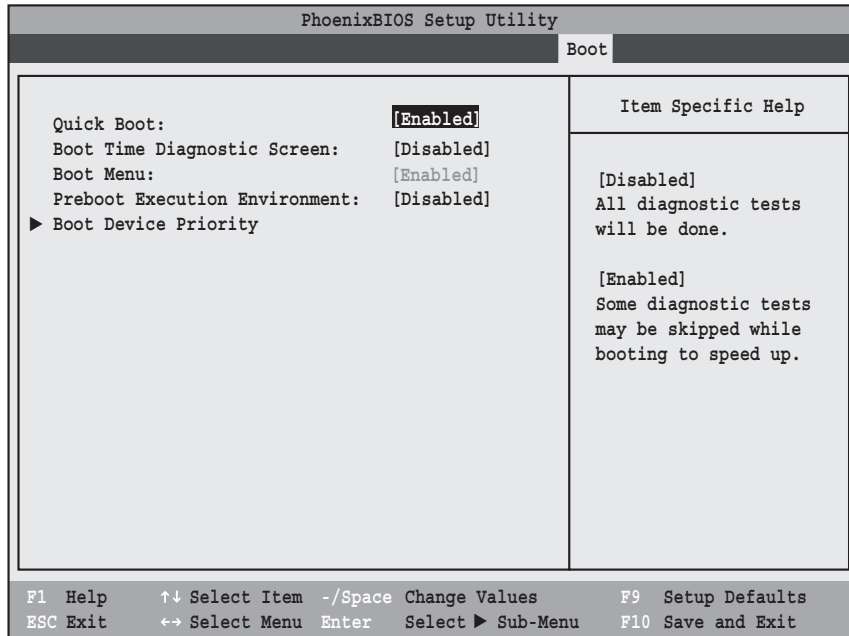 PhoenixBIOS Setup Utility
Boot
Quick Boot: [Enabled]
Boot Time Diagnostic Screen: [Disabled]
Boot Menu: [Enabled]
Preboot Execution Environment: [Disabled]
▶ Boot Device Priority
Item Specific Help
[Disabled]
All diagnostic tests
will be done.
[Enabled]
Some diagnostic tests
may be skipped while
booting to speed up.
F1 Help ↑↓ Select Item -/Space Change Values F9 Setup Defaults
ESC Exit ←→ Select Menu Enter Select ▶ Sub-Menu F10 Save and Exit